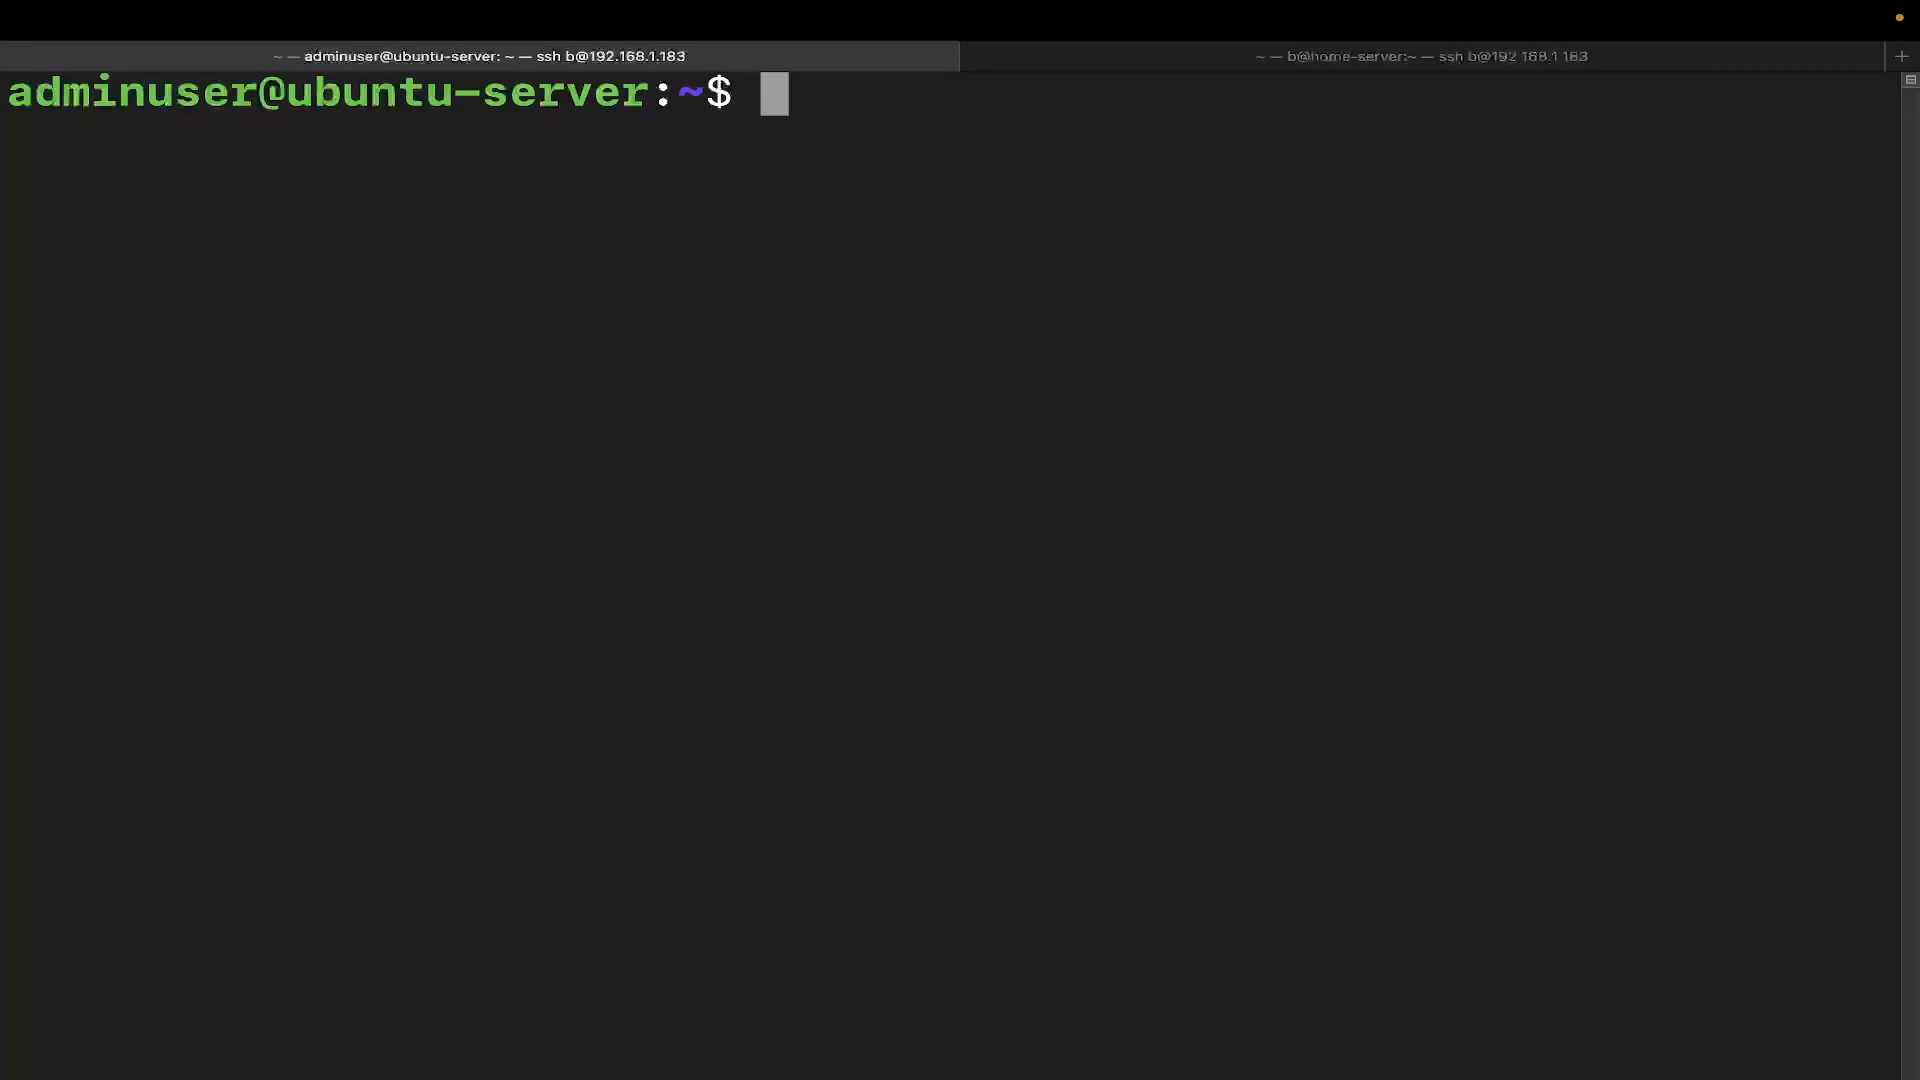 ~ — adminuser@ubuntu-server: ~ — ssh b@192.168.1.183
~ — b@home-server:~ — ssh b@192.168.1.183
adminuser@ubuntu-server:~$